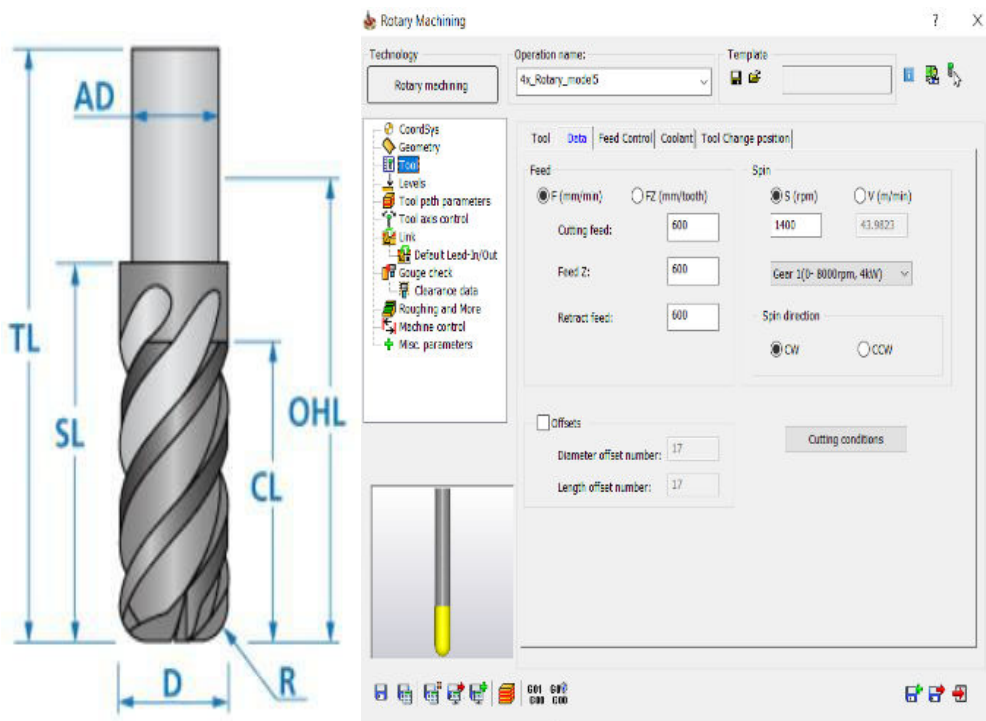 AD
TL
SL
OHL
CL
D
R
Rotary Machining
?
X
Technology
Operation name:
Template
Rotary machining
4x_Rotary_model5
CoordSys
Geometry
Tool
Levels
Tool path parameters
Tool axis control
Link
Default Lead-In/Out
Gouge check
Clearance data
Roughing and More
Machine control
Misc. parameters
Tool Data Feed Control Coolant Tool Change position
Feed
F (mm/min) FZ (mm/tooth)
Cutting feed: 600
Feed Z: 600
Retract feed: 600
Spin
S (rpm) V (m/min)
1400 43.9823
Gear 1(0- 8000rpm, 4kW)
Spin direction
CW CCW
Offsets
Diameter offset number: 17
Length offset number: 17
Cutting conditions
G01
G00
G00